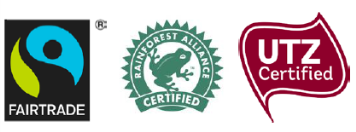 ®
FAIRTRADE
RAINFOREST ALLIANCE
CERTIFIED
UTZ
Certified